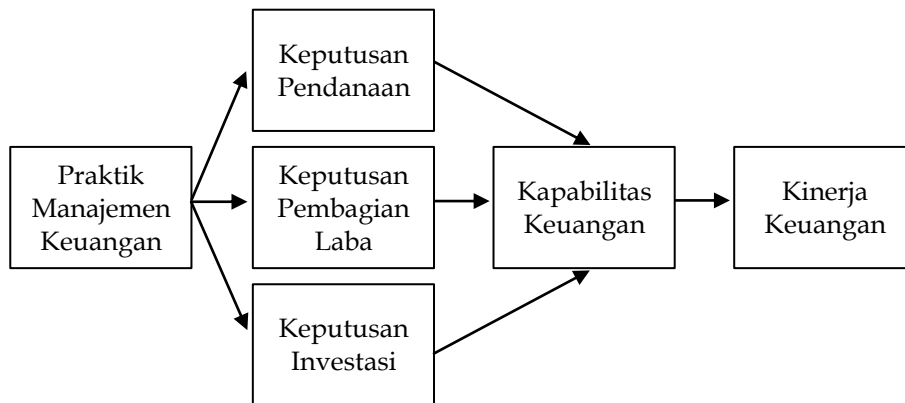 Praktik
Manajemen
Keuangan
Keputusan
Pendanaan
Keputusan
Pembagian
Laba
Keputusan
Investasi
Kapabilitas
Keuangan
Kinerja
Keuangan